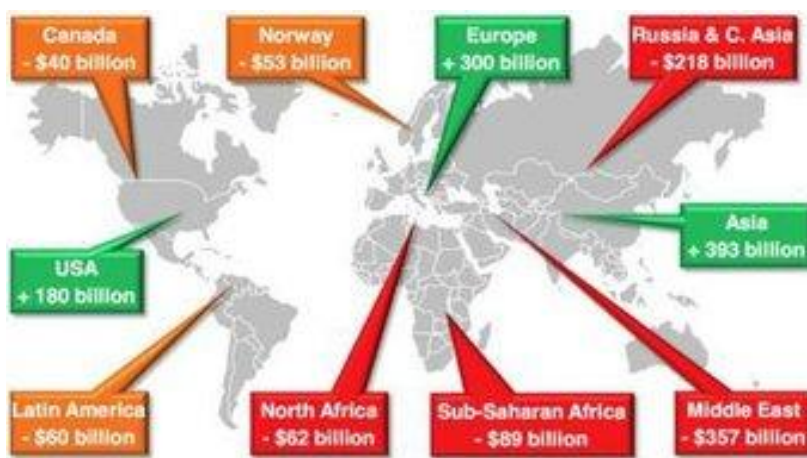 Canada
- $40 billion
Norway
- $53 billion
Europe
+ 300 billion
Russia & C. Asia
- $218 billion
USA
+ 180 billion
Asia
+ 393 billion
Latin America
- $60 billion
North Africa
- $62 billion
Sub-Saharan Africa
- $89 billion
Middle East
- $357 billion